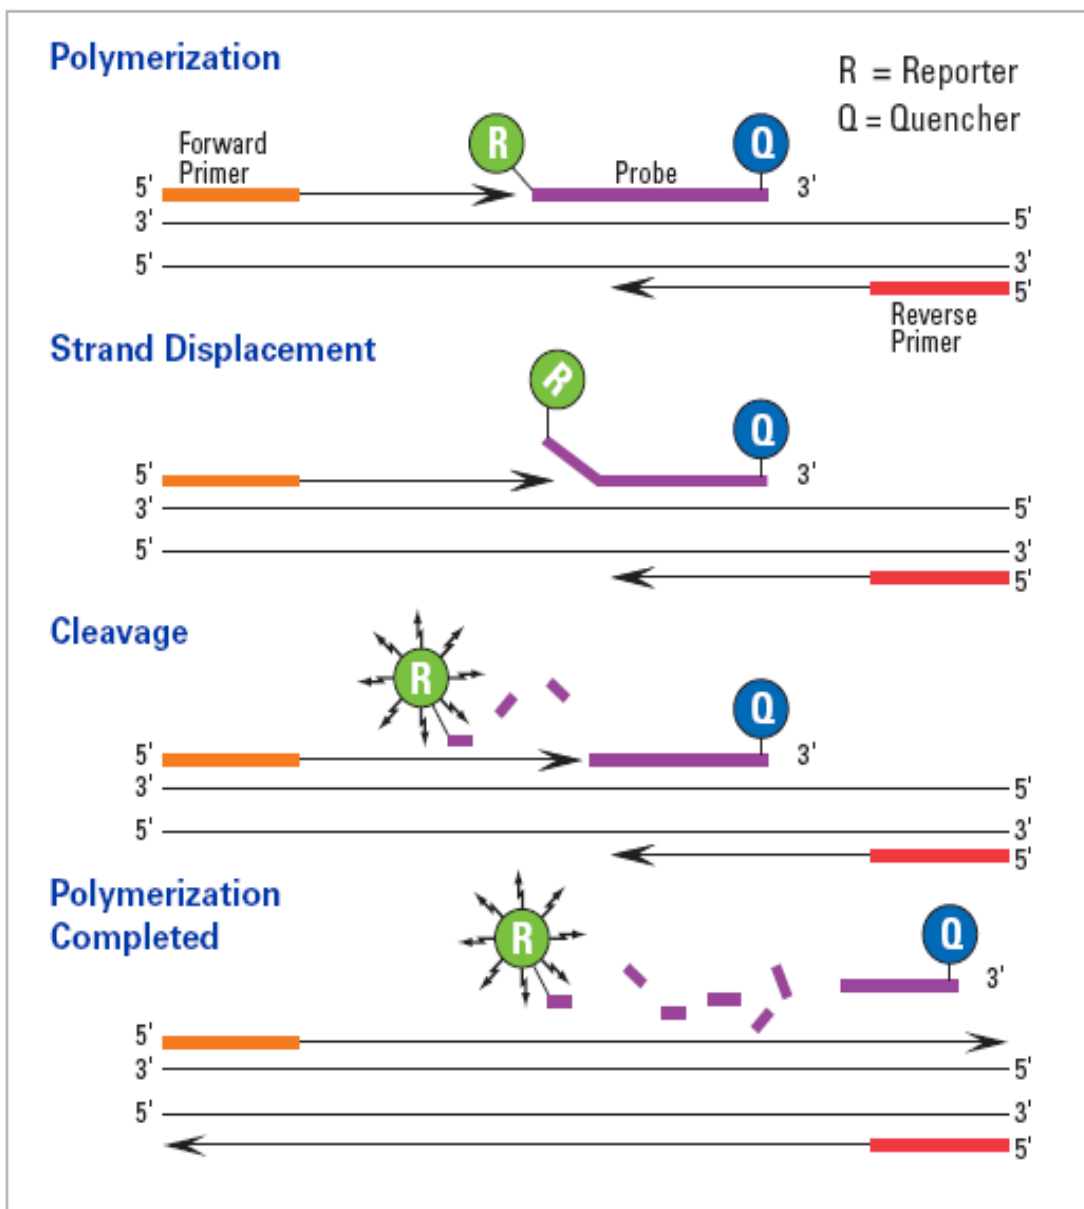 Polymerization
R = Reporter
Q = Quencher
Forward
Primer
R
Probe
Q
5'
3'
3'
5'
5'
3'
5'
Reverse
Primer
Strand Displacement
R
Q
5'
3'
3'
5'
5'
3'
5'
Cleavage
R
Q
5'
3'
3'
5'
5'
3'
5'
Polymerization
Completed
R
Q
3'
5'
3'
5'
5'
3'
5'